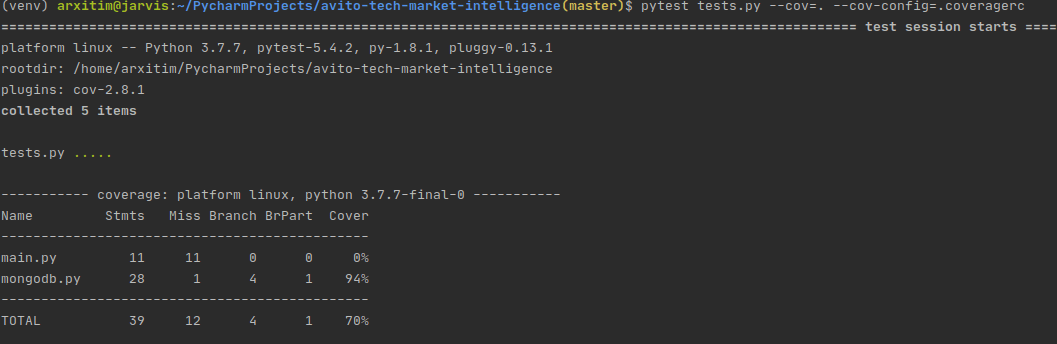 (venv) arxitim@jarvis:~/PycharmProjects/avito-tech-market-intelligence(master)$ pytest tests.py --cov=. --cov-config=.coveragerc
============================================================================================================ test session starts ====
platform linux -- Python 3.7.7, pytest-5.4.2, py-1.8.1, pluggy-0.13.1
rootdir: /home/arxitim/PycharmProjects/avito-tech-market-intelligence
plugins: cov-2.8.1
collected 5 items
tests.py .....
----------- coverage: platform linux, python 3.7.7-final-0 -----------
Name         Stmts   Miss Branch BrPart  Cover
----------------------------------------------
main.py         11     11      0      0     0%
mongodb.py      28      1      4      1    94%
----------------------------------------------
TOTAL           39     12      4      1    70%